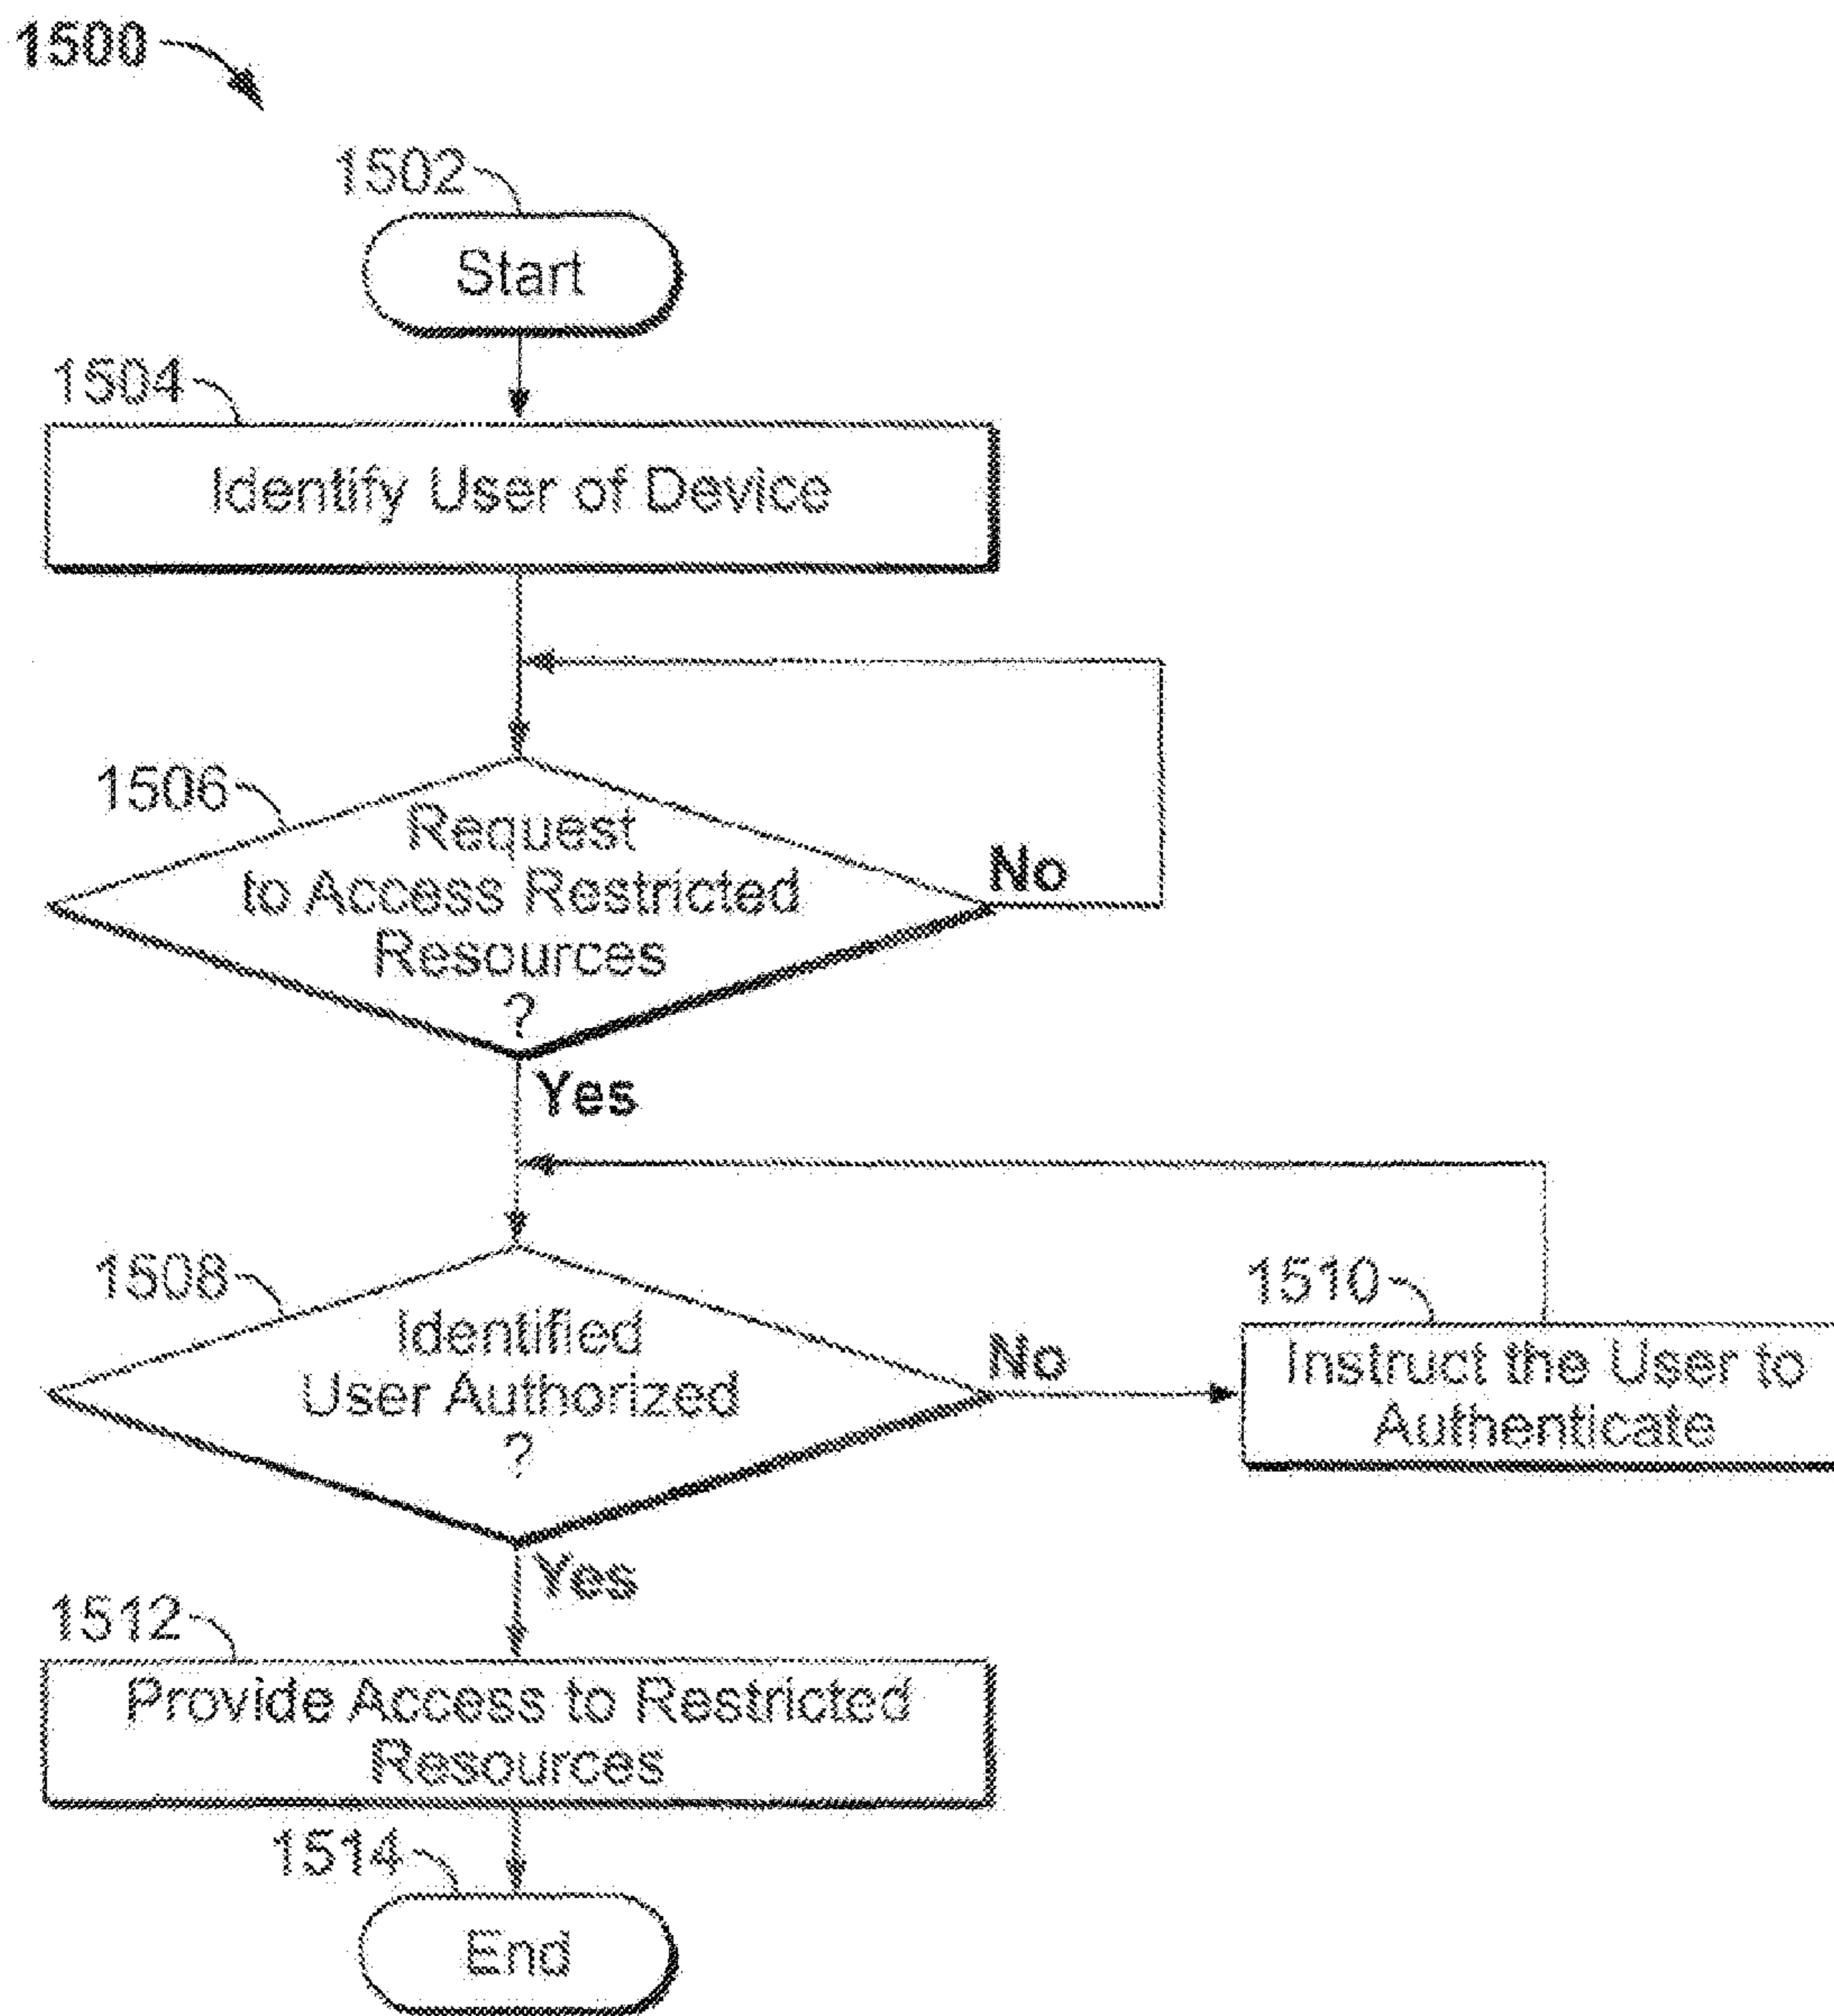 1500
1502
Start
1504
Identify User of Device
1506
Request
to Access Restricted
Resources
?
No
Yes
1508
Identified
User Authorized
?
No
1510
Instruct the User to
Authenticate
Yes
1512
Provide Access to Restricted
Resources
1514
End